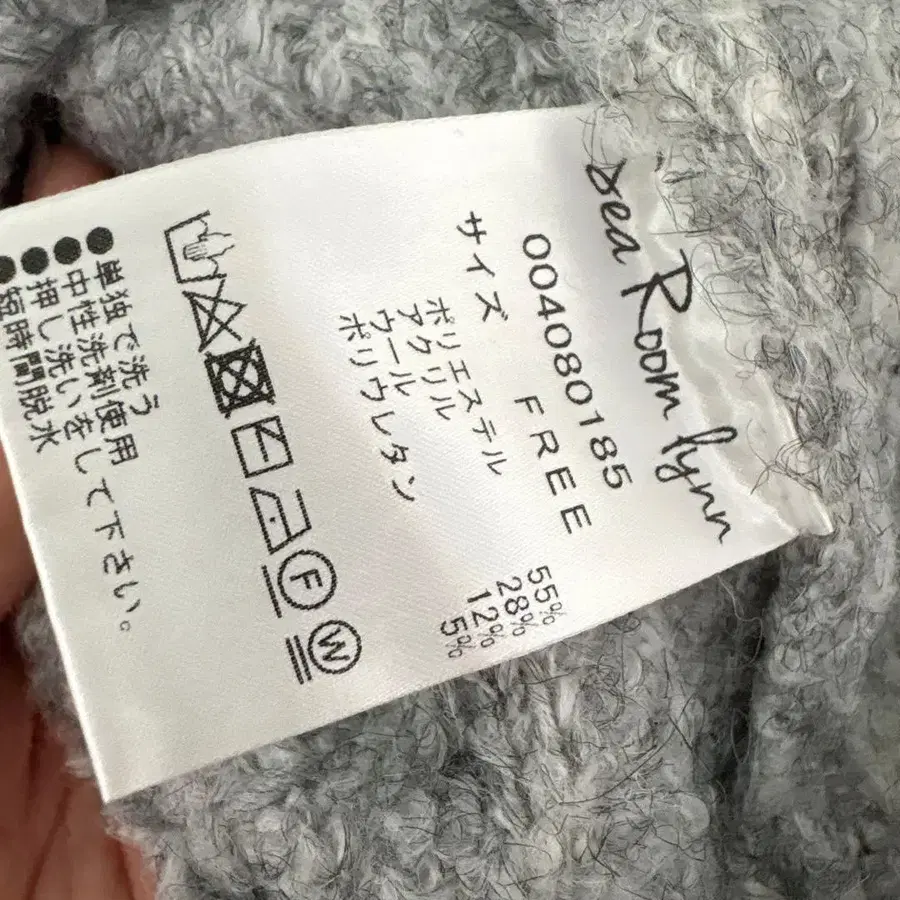 sea Room lynn
004080185
サイズ FREE
ポリエステル 55%
アクリル 28%
ウール 12%
ポリウレタン 5%
F W
●単独で洗う
●中性洗剤使用
●押し洗いをして下さい。
●短時間脱水